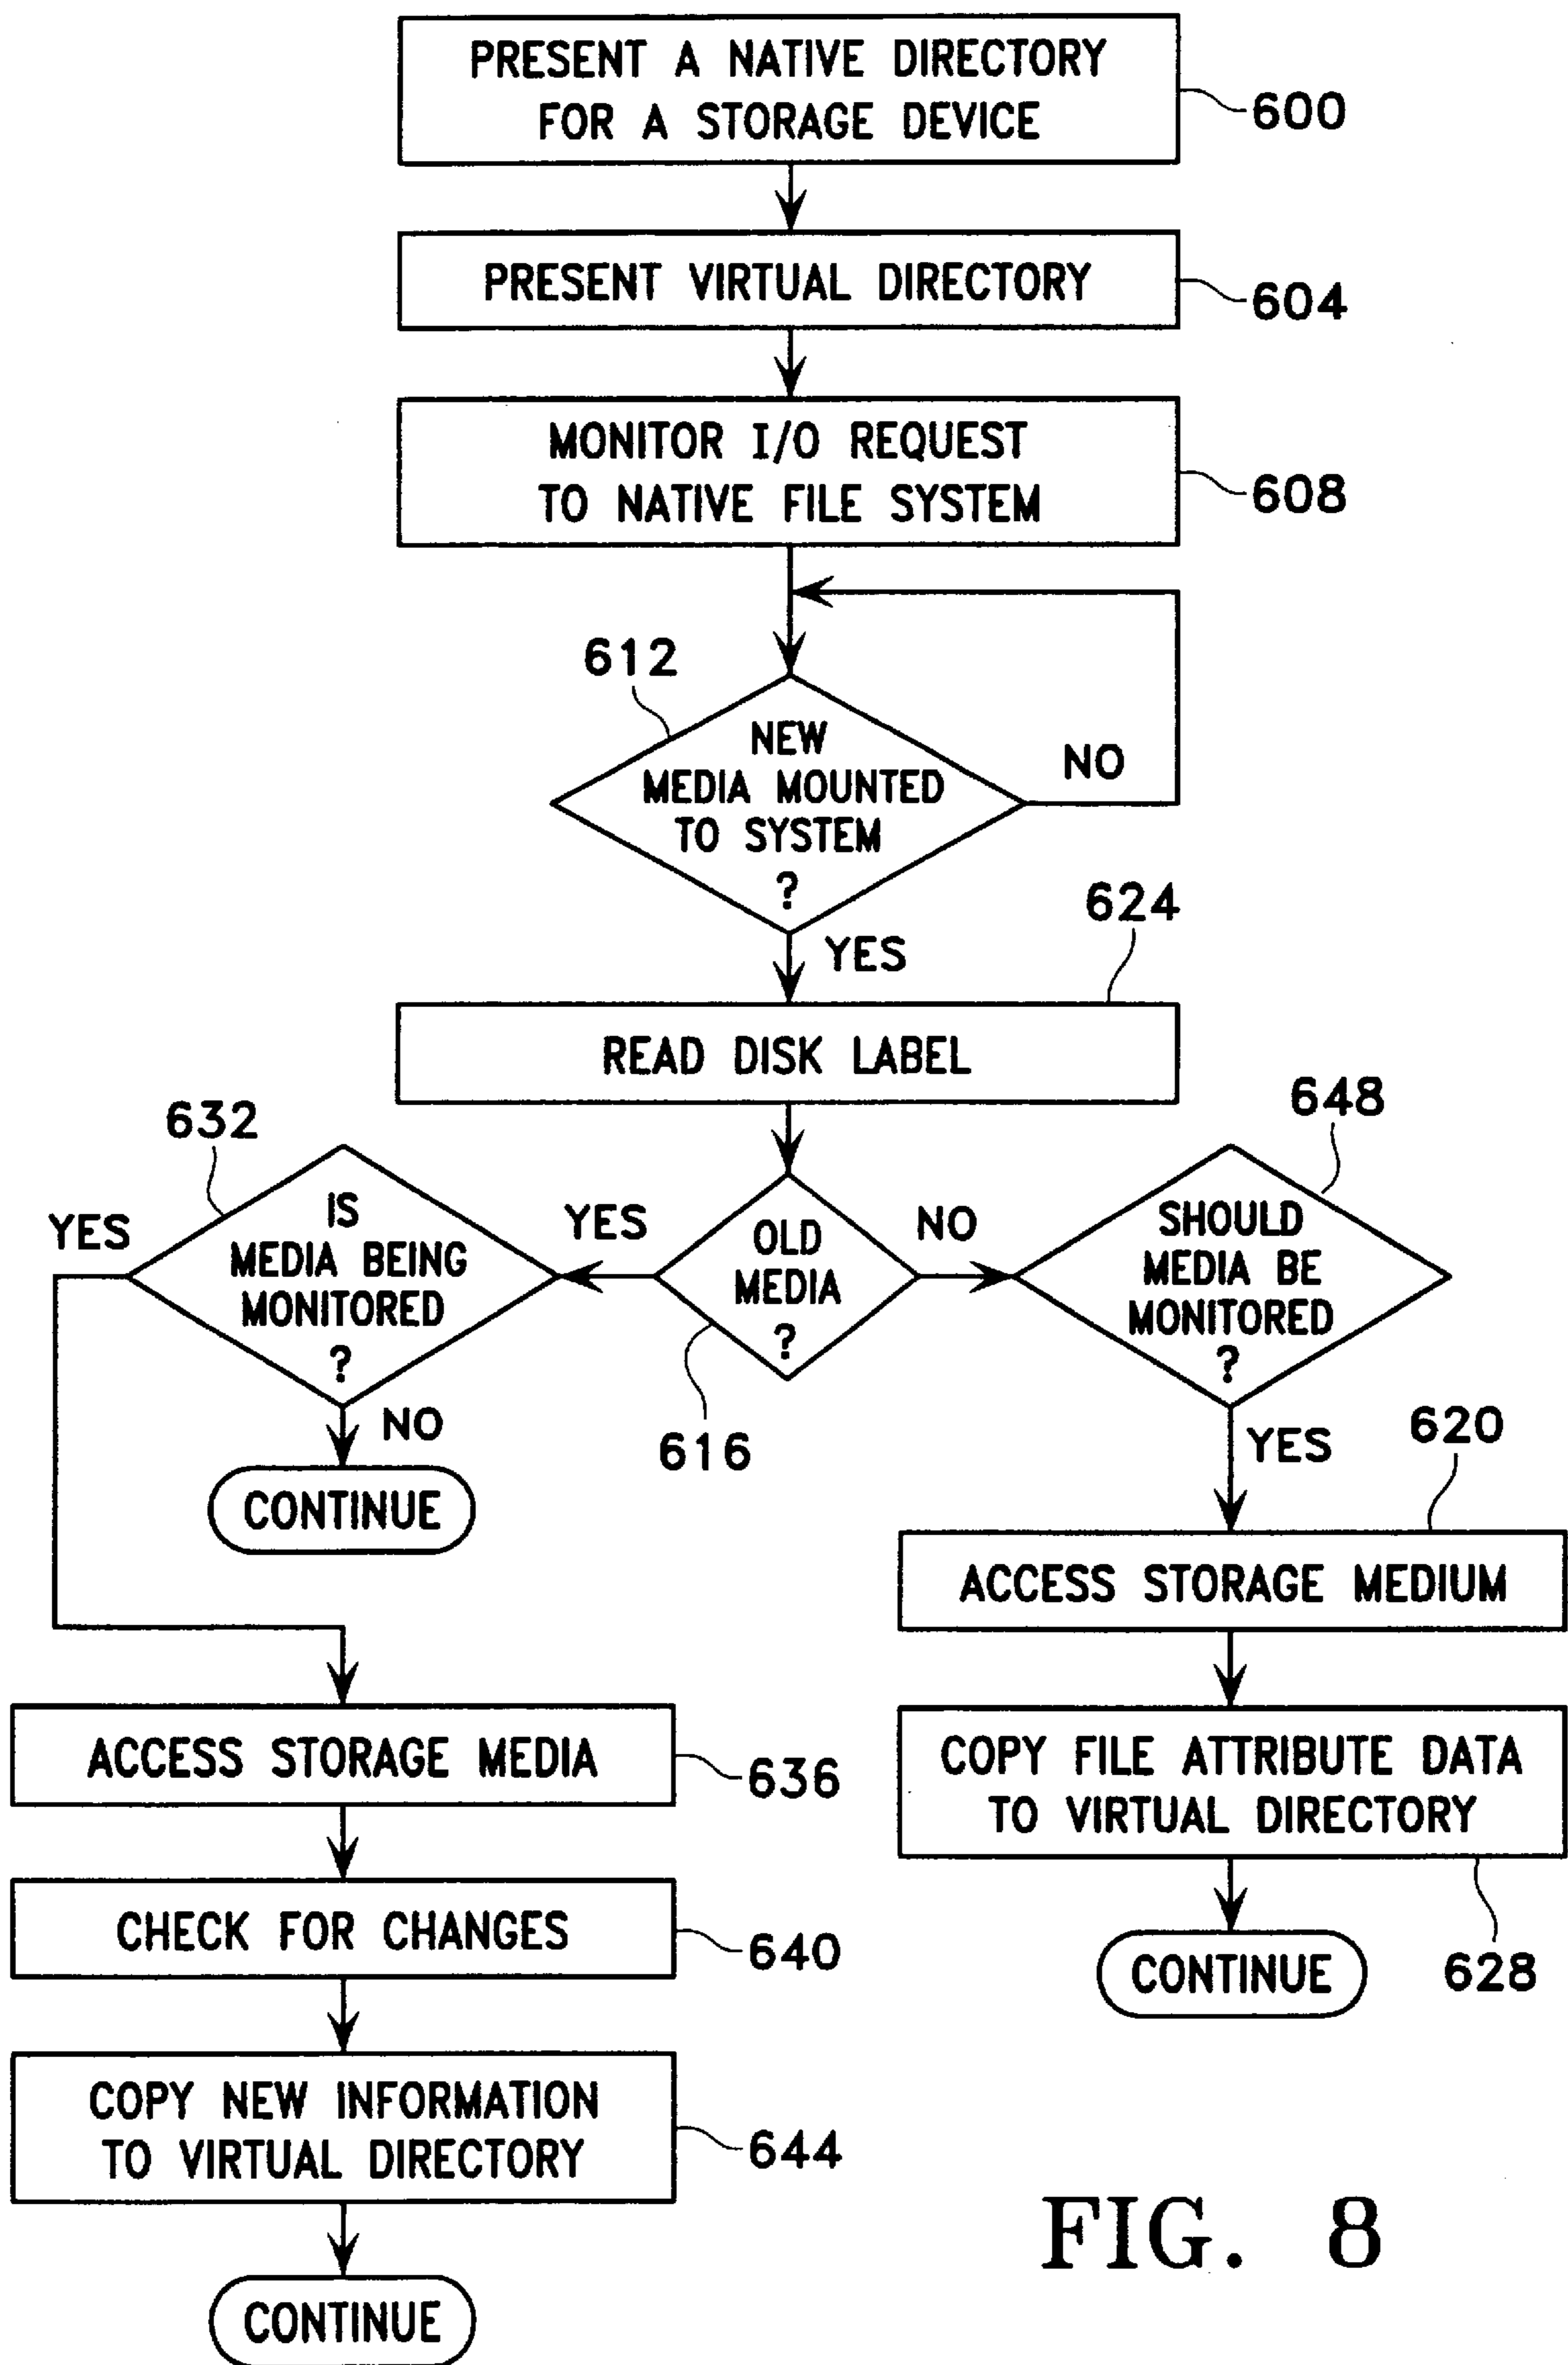 PRESENT A NATIVE DIRECTORY
FOR A STORAGE DEVICE
600
PRESENT VIRTUAL DIRECTORY
604
MONITOR I/O REQUEST
TO NATIVE FILE SYSTEM
608
612
NEW
MEDIA MOUNTED
TO SYSTEM
?
NO
YES
624
READ DISK LABEL
632
IS
MEDIA BEING
MONITORED
?
YES
NO
CONTINUE
YES
OLD
MEDIA
?
616
NO
648
SHOULD
MEDIA BE
MONITORED
?
YES
620
ACCESS STORAGE MEDIUM
COPY FILE ATTRIBUTE DATA
TO VIRTUAL DIRECTORY
628
CONTINUE
ACCESS STORAGE MEDIA
636
CHECK FOR CHANGES
640
COPY NEW INFORMATION
TO VIRTUAL DIRECTORY
644
CONTINUE
FIG. 8